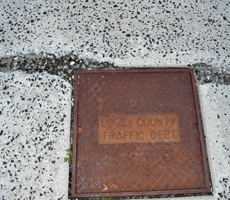 ESSEX COUNTY
TRAFFIC DEPT